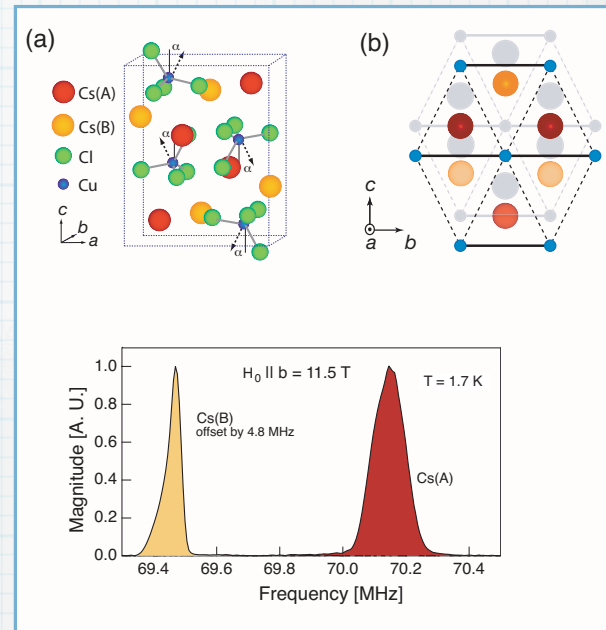 (a)
(b)
α
Cs(A)
Cs(B)
Cl
Cu
α
α
α
c
b
a
c
a
b
H₀ II b = 11.5 T
T = 1.7 K
Cs(B)
offset by 4.8 MHz
Cs(A)
Magnitude [A. U.]
1.0
0.8
0.6
0.4
0.2
0.0
69.4 69.6 69.8 70.0 70.2 70.4
Frequency [MHz]